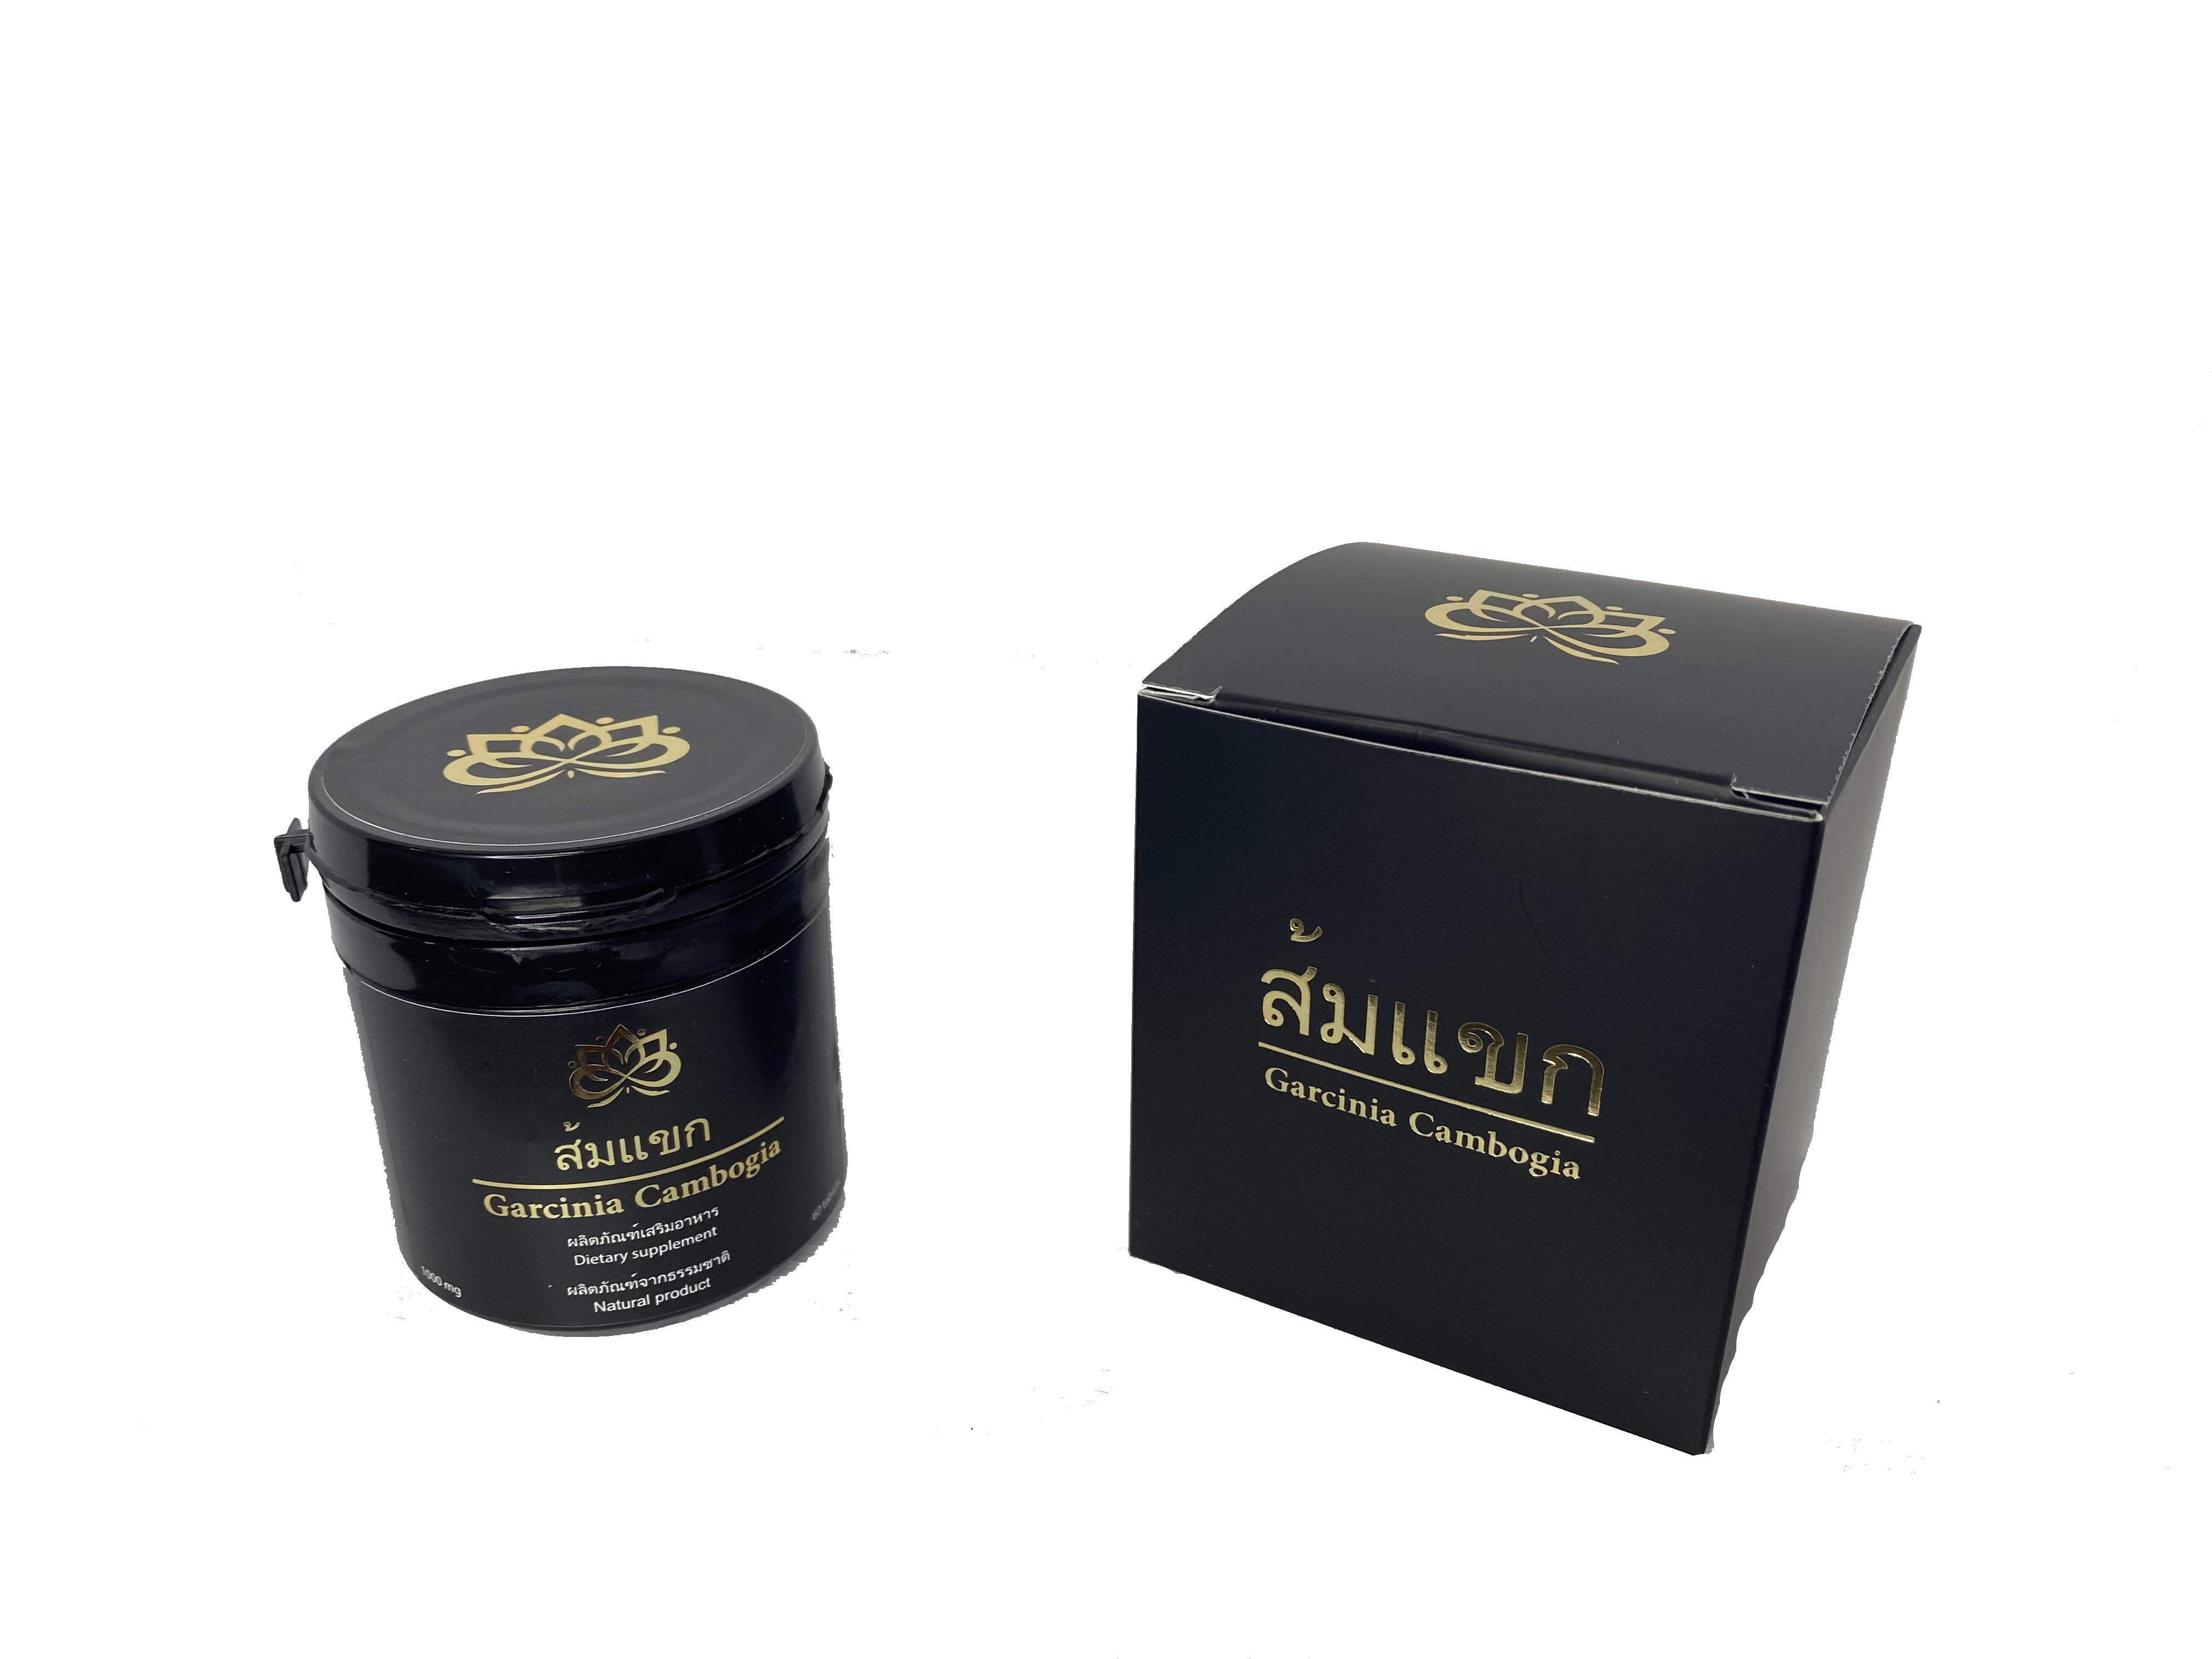 ส้มแขก
Garcinia Cambogia
ผลิตภัณฑ์เสริมอาหาร
Dietary supplement
ผลิตภัณฑ์จากธรรมชาติ
Natural product
1000 mg
ส้มแขก
Garcinia Cambogia